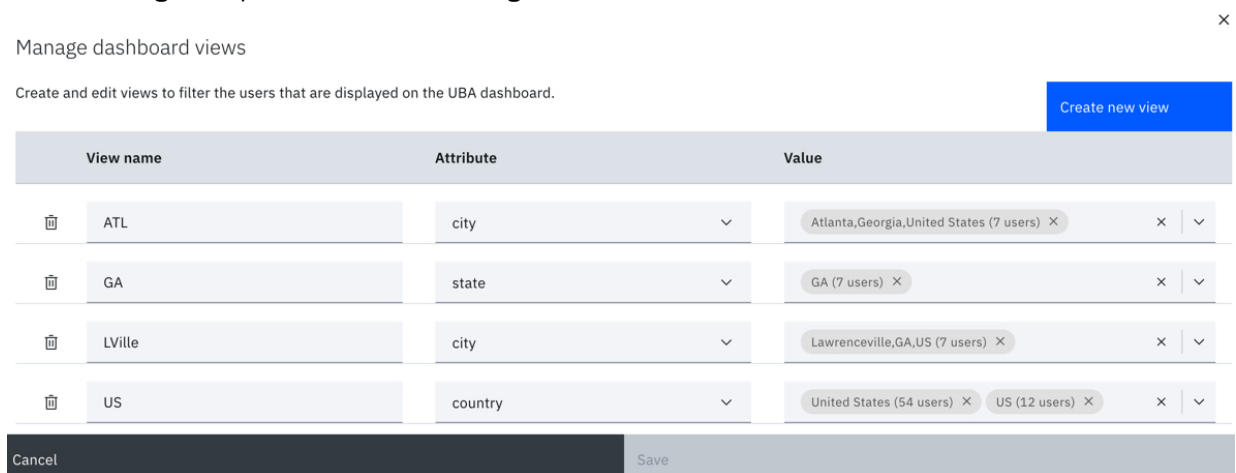 Manage dashboard views
Create and edit views to filter the users that are displayed on the UBA dashboard.
Create new view
View name Attribute Value
ATL city Atlanta,Georgia,United States (7 users)
GA state GA (7 users)
LVille city Lawrenceville,GA,US (7 users)
US country United States (54 users) US (12 users)
Cancel Save